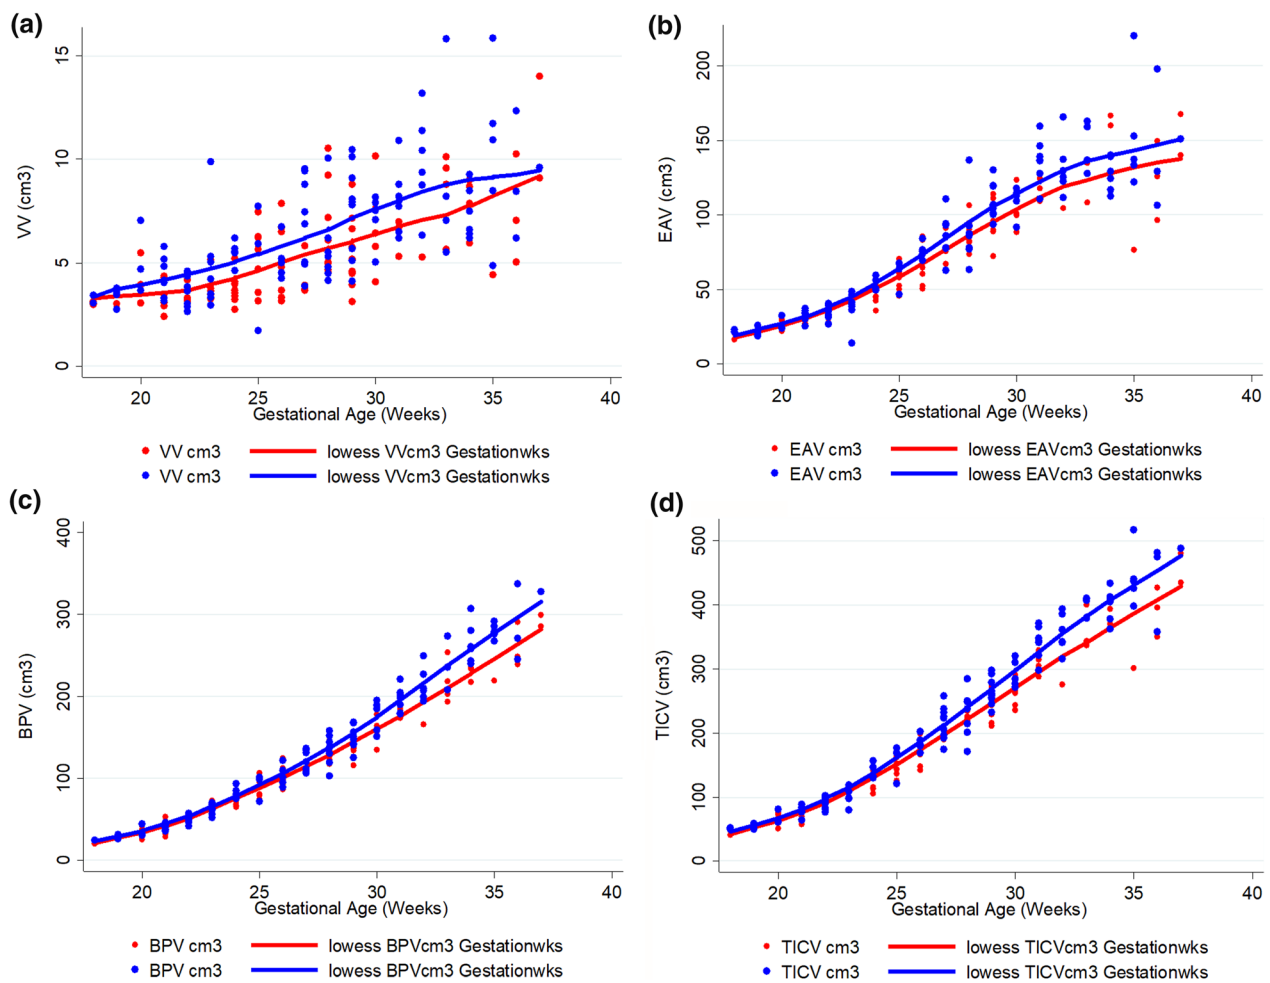 (a)
VV (cm3)
15
10
5
0
20 25 30 35 40
Gestational Age (Weeks)
VV cm3 lowess VVcm3 Gestationwks
VV cm3 lowess VVcm3 Gestationwks
(b)
EAV (cm3)
200
150
100
50
0
20 25 30 35 40
Gestational Age (Weeks)
EAV cm3 lowess EAVcm3 Gestationwks
EAV cm3 lowess EAVcm3 Gestationwks
(c)
BPV (cm3)
400
300
200
100
0
20 25 30 35 40
Gestational Age (Weeks)
BPV cm3 lowess BPVcm3 Gestationwks
BPV cm3 lowess BPVcm3 Gestationwks
(d)
TICV (cm3)
500
400
300
200
100
0
20 25 30 35 40
Gestational Age (Weeks)
TICV cm3 lowess TICVcm3 Gestationwks
TICV cm3 lowess TICVcm3 Gestationwks